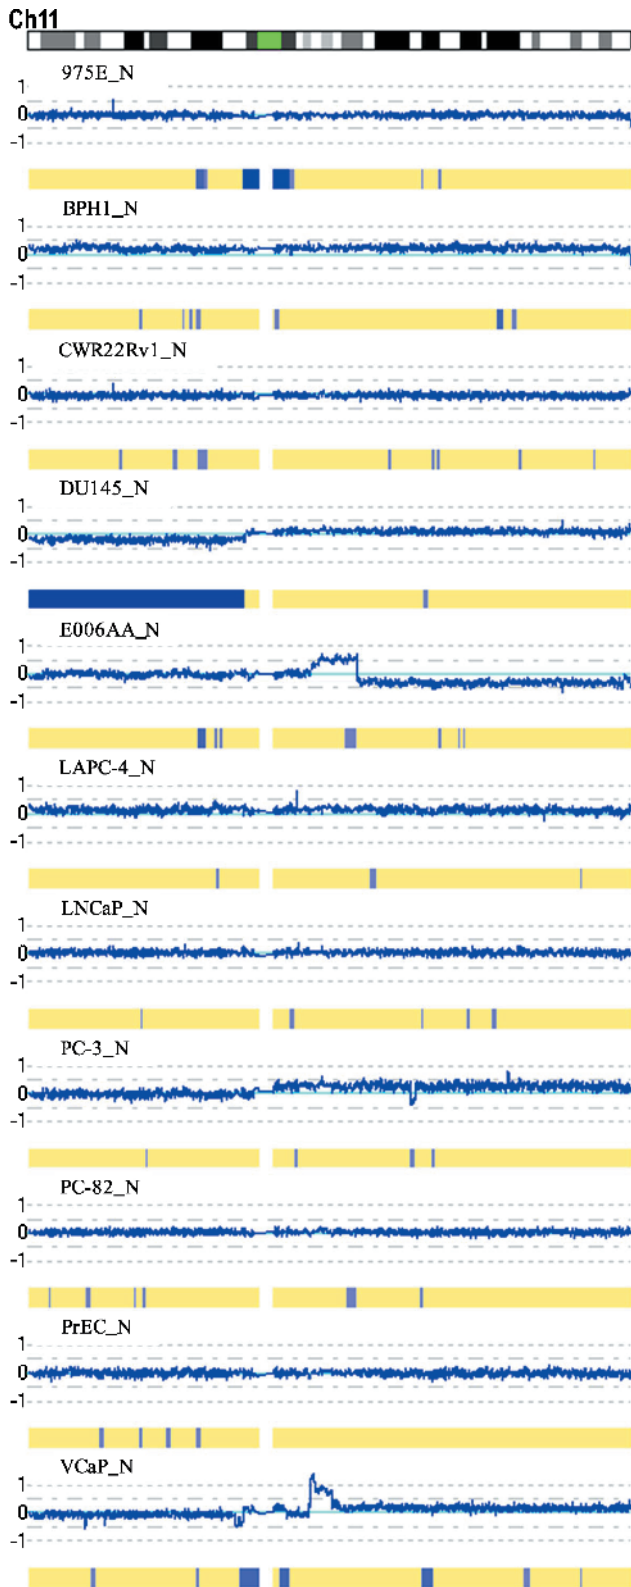 Ch11
975E_N
1
0
-1
BPH1_N
1
0
-1
CWR22Rv1_N
1
0
-1
DU145_N
1
0
-1
E006AA_N
1
0
-1
LAPC-4_N
1
0
-1
LNCaP_N
1
0
-1
PC-3_N
1
0
-1
PC-82_N
1
0
-1
PrEC_N
1
0
-1
VCaP_N
1
0
-1